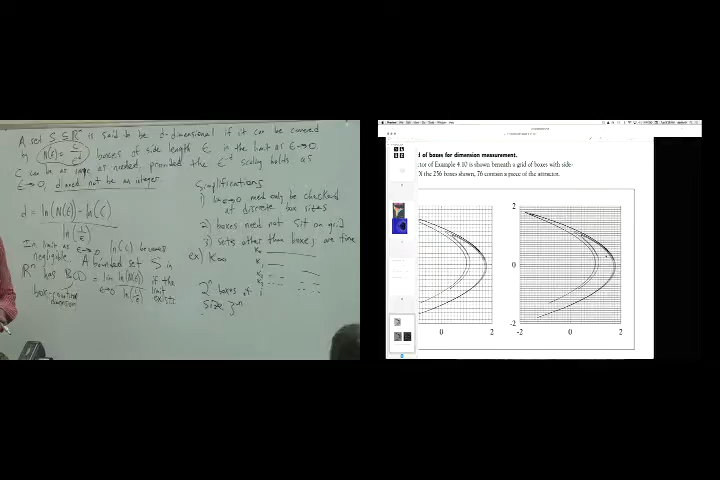 A set S ⊆ ℝⁿ is said to be d-dimensional if it can be covered
by N(ε) = C/ε^d boxes of side length ε in the limit as ε→0.
C can be as large as needed, provided the ε^-d scaling holds as
ε→0, d need not be an integer.
d = ln(N(ε)) - ln(C) / ln(1/ε)
In limit as ε→0, ln(C) becomes
negligible. A bounded set S in
ℝⁿ has BCD = lim ε→0 ln(N(ε)) / ln(1/ε) if the
limit
exists
box-counting
dimension
Simplifications
1) lim ε→0 need only be checked
at discrete box sizes
2) boxes need not sit on grid
3) sets other than boxes are fine
ex) K∞
K₀
K₁
2ⁿ boxes of
size 3⁻ⁿ
d of boxes for dimension measurement.
ctor of Example 4.10 is shown beneath a grid of boxes with side-
the 256 boxes shown, 76 contain a piece of the attractor.
0 2
2
0
-2
-2 0 2